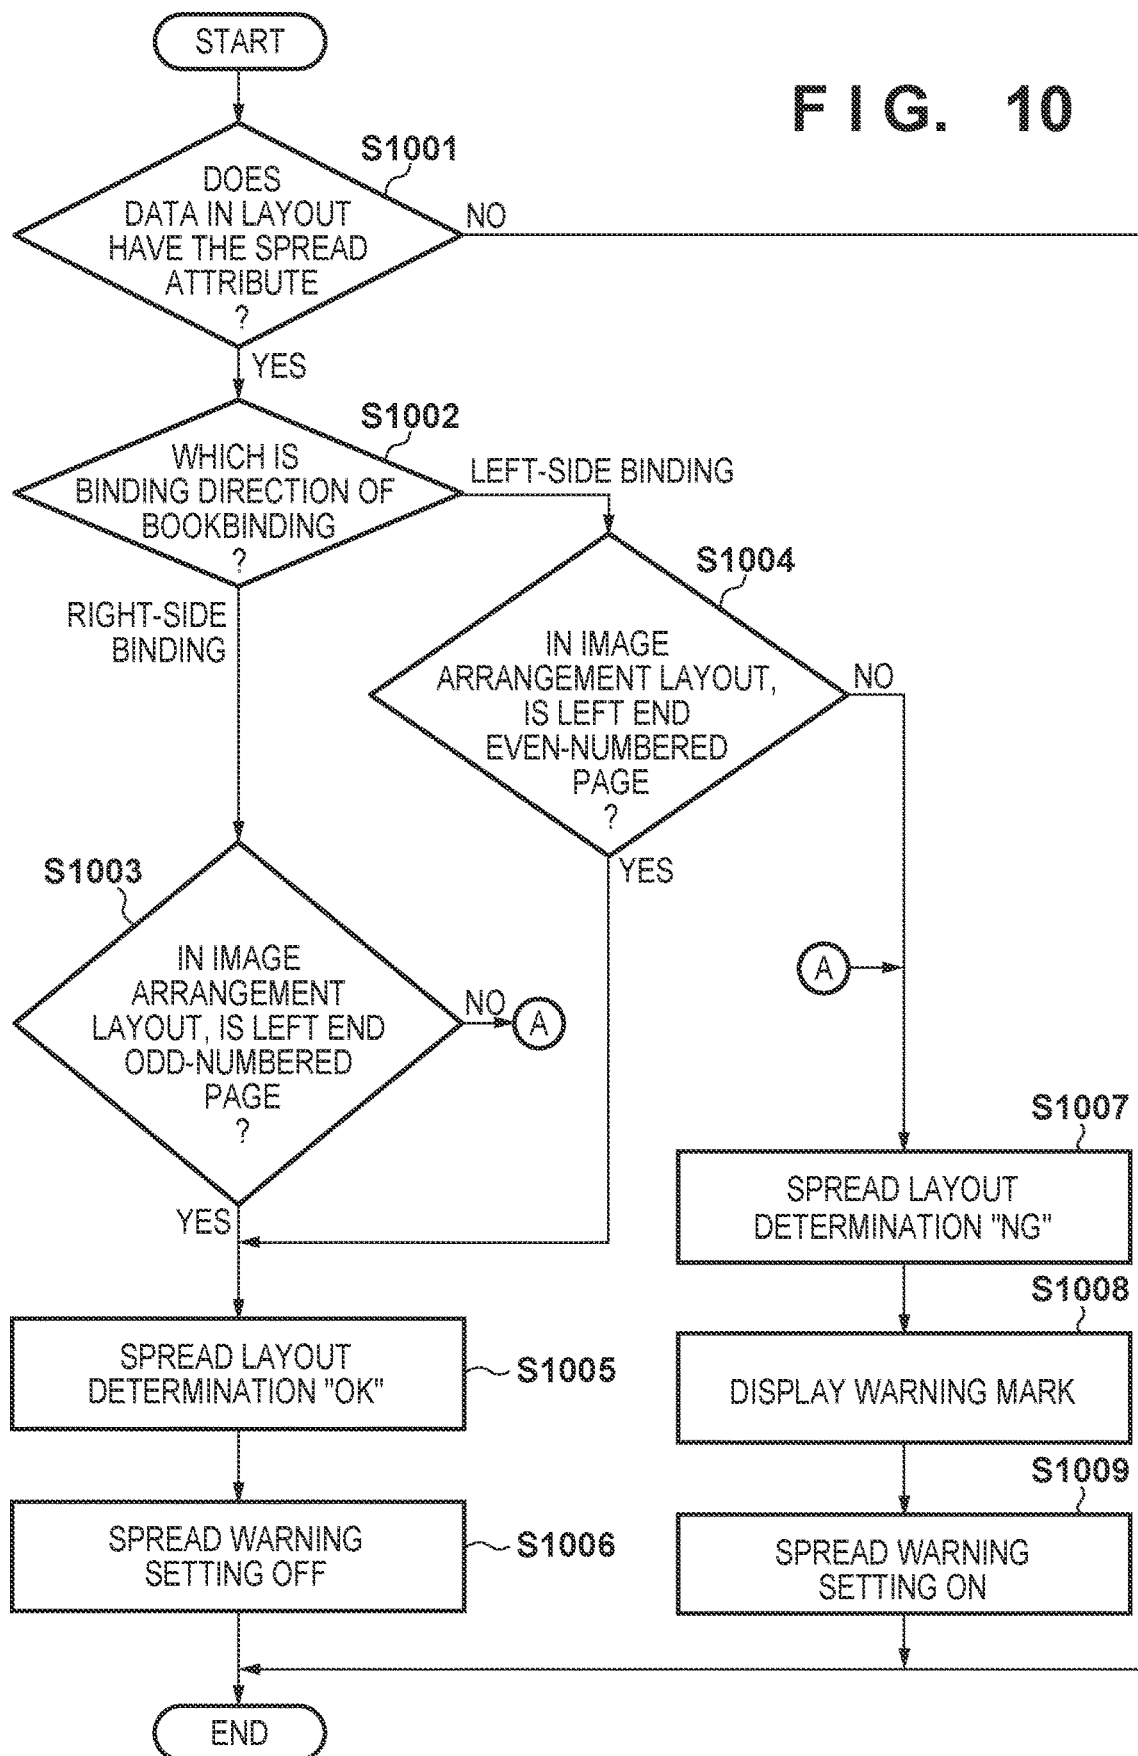 START
FIG. 10
S1001
DOES
DATA IN LAYOUT
HAVE THE SPREAD
ATTRIBUTE
?
NO
YES
S1002
WHICH IS
BINDING DIRECTION OF
BOOKBINDING
?
LEFT-SIDE BINDING
RIGHT-SIDE
BINDING
S1004
IN IMAGE
ARRANGEMENT LAYOUT,
IS LEFT END
EVEN-NUMBERED
PAGE
?
NO
YES
S1003
IN IMAGE
ARRANGEMENT
LAYOUT, IS LEFT END
ODD-NUMBERED
PAGE
?
NO
A
YES
A
S1007
SPREAD LAYOUT
DETERMINATION "NG"
S1008
DISPLAY WARNING MARK
S1009
SPREAD WARNING
SETTING ON
SPREAD LAYOUT
DETERMINATION "OK"
S1005
SPREAD WARNING
SETTING OFF
S1006
END